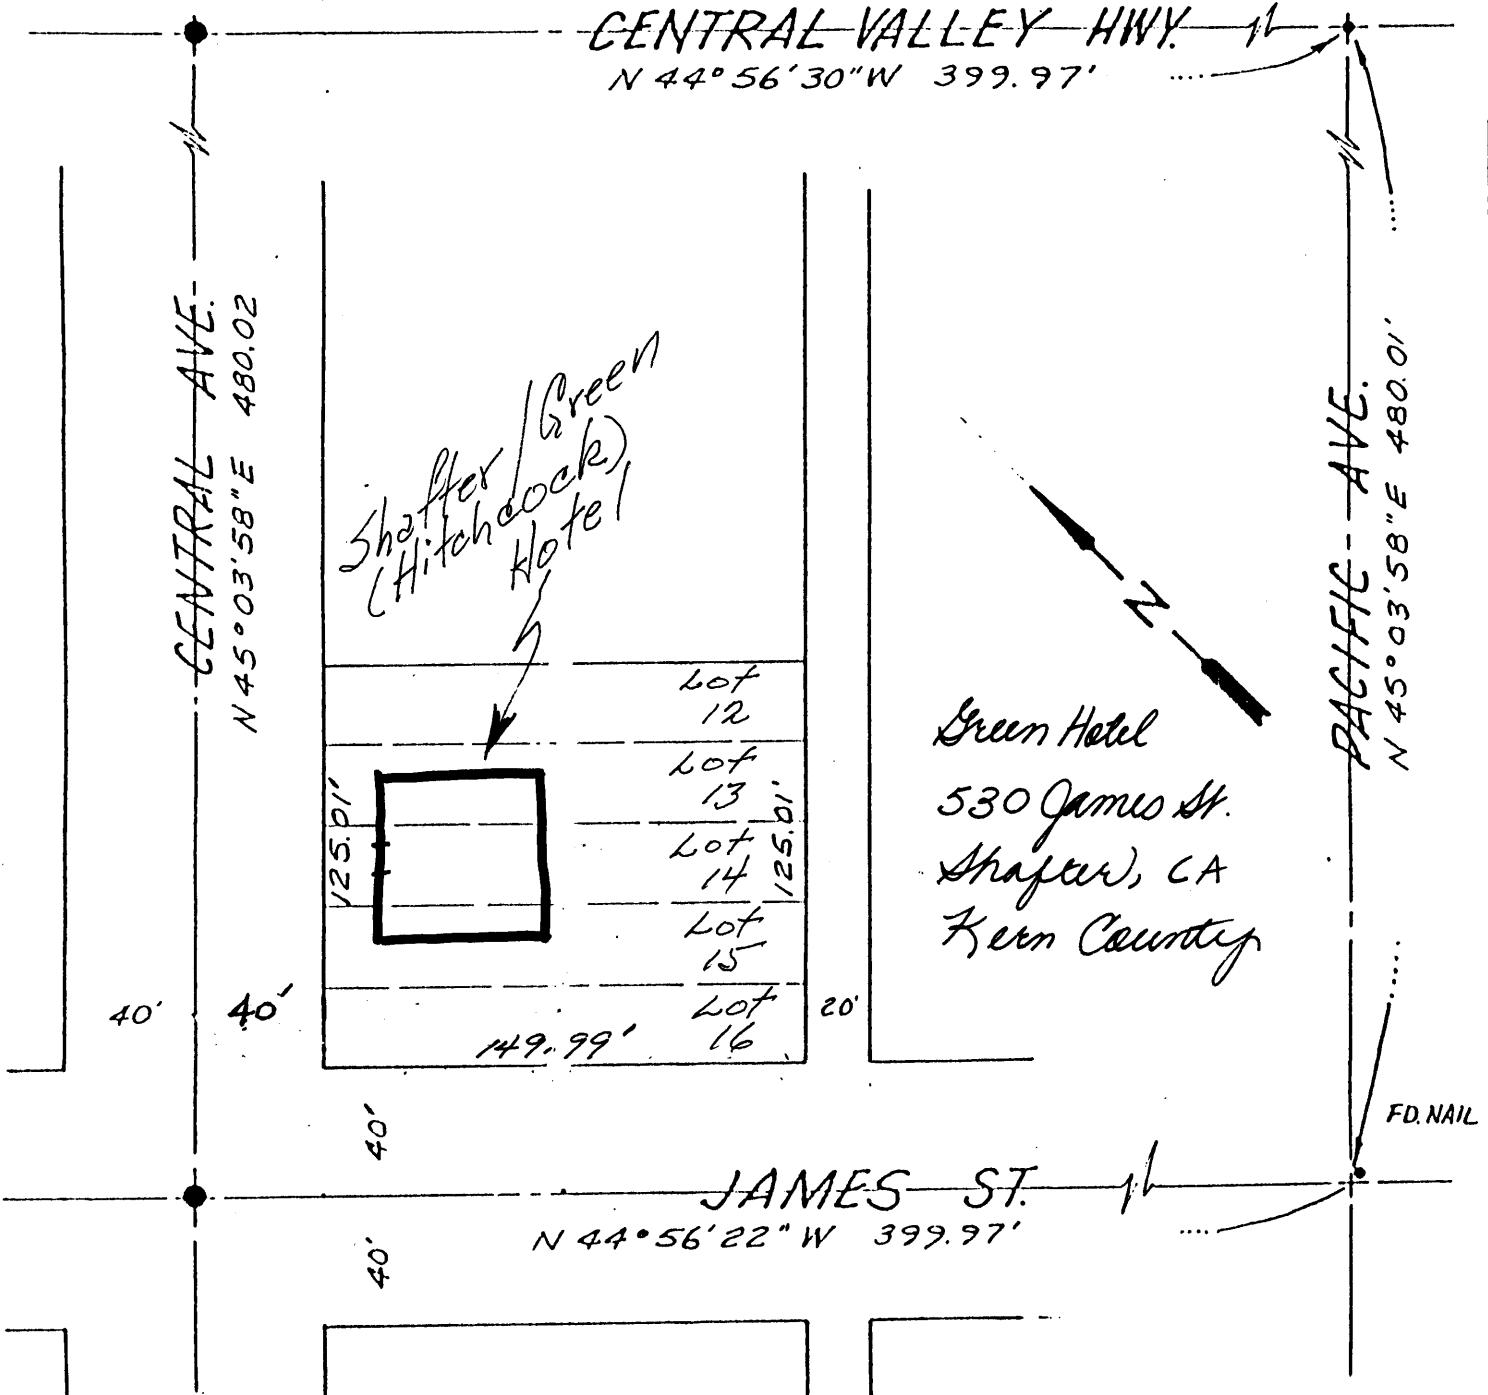 CENTRAL VALLEY HWY.
N 44°56'30"W 399.97'
CENTRAL AVE.
N 45°03'58"E 480.02
Shafter / Green
(Hitchcock)
Hotel
N
PACIFIC AVE.
N 45°03'58"E 480.01'
Lot
12
Lot
13
Lot
14
Lot
15
Lot
16
125.01'
125.01'
149.99'
Green Hotel
530 James St.
Shafter, CA
Kern County
40'
40'
20'
40'
FD. NAIL
JAMES ST.
N 44°56'22"W 399.97'
40'